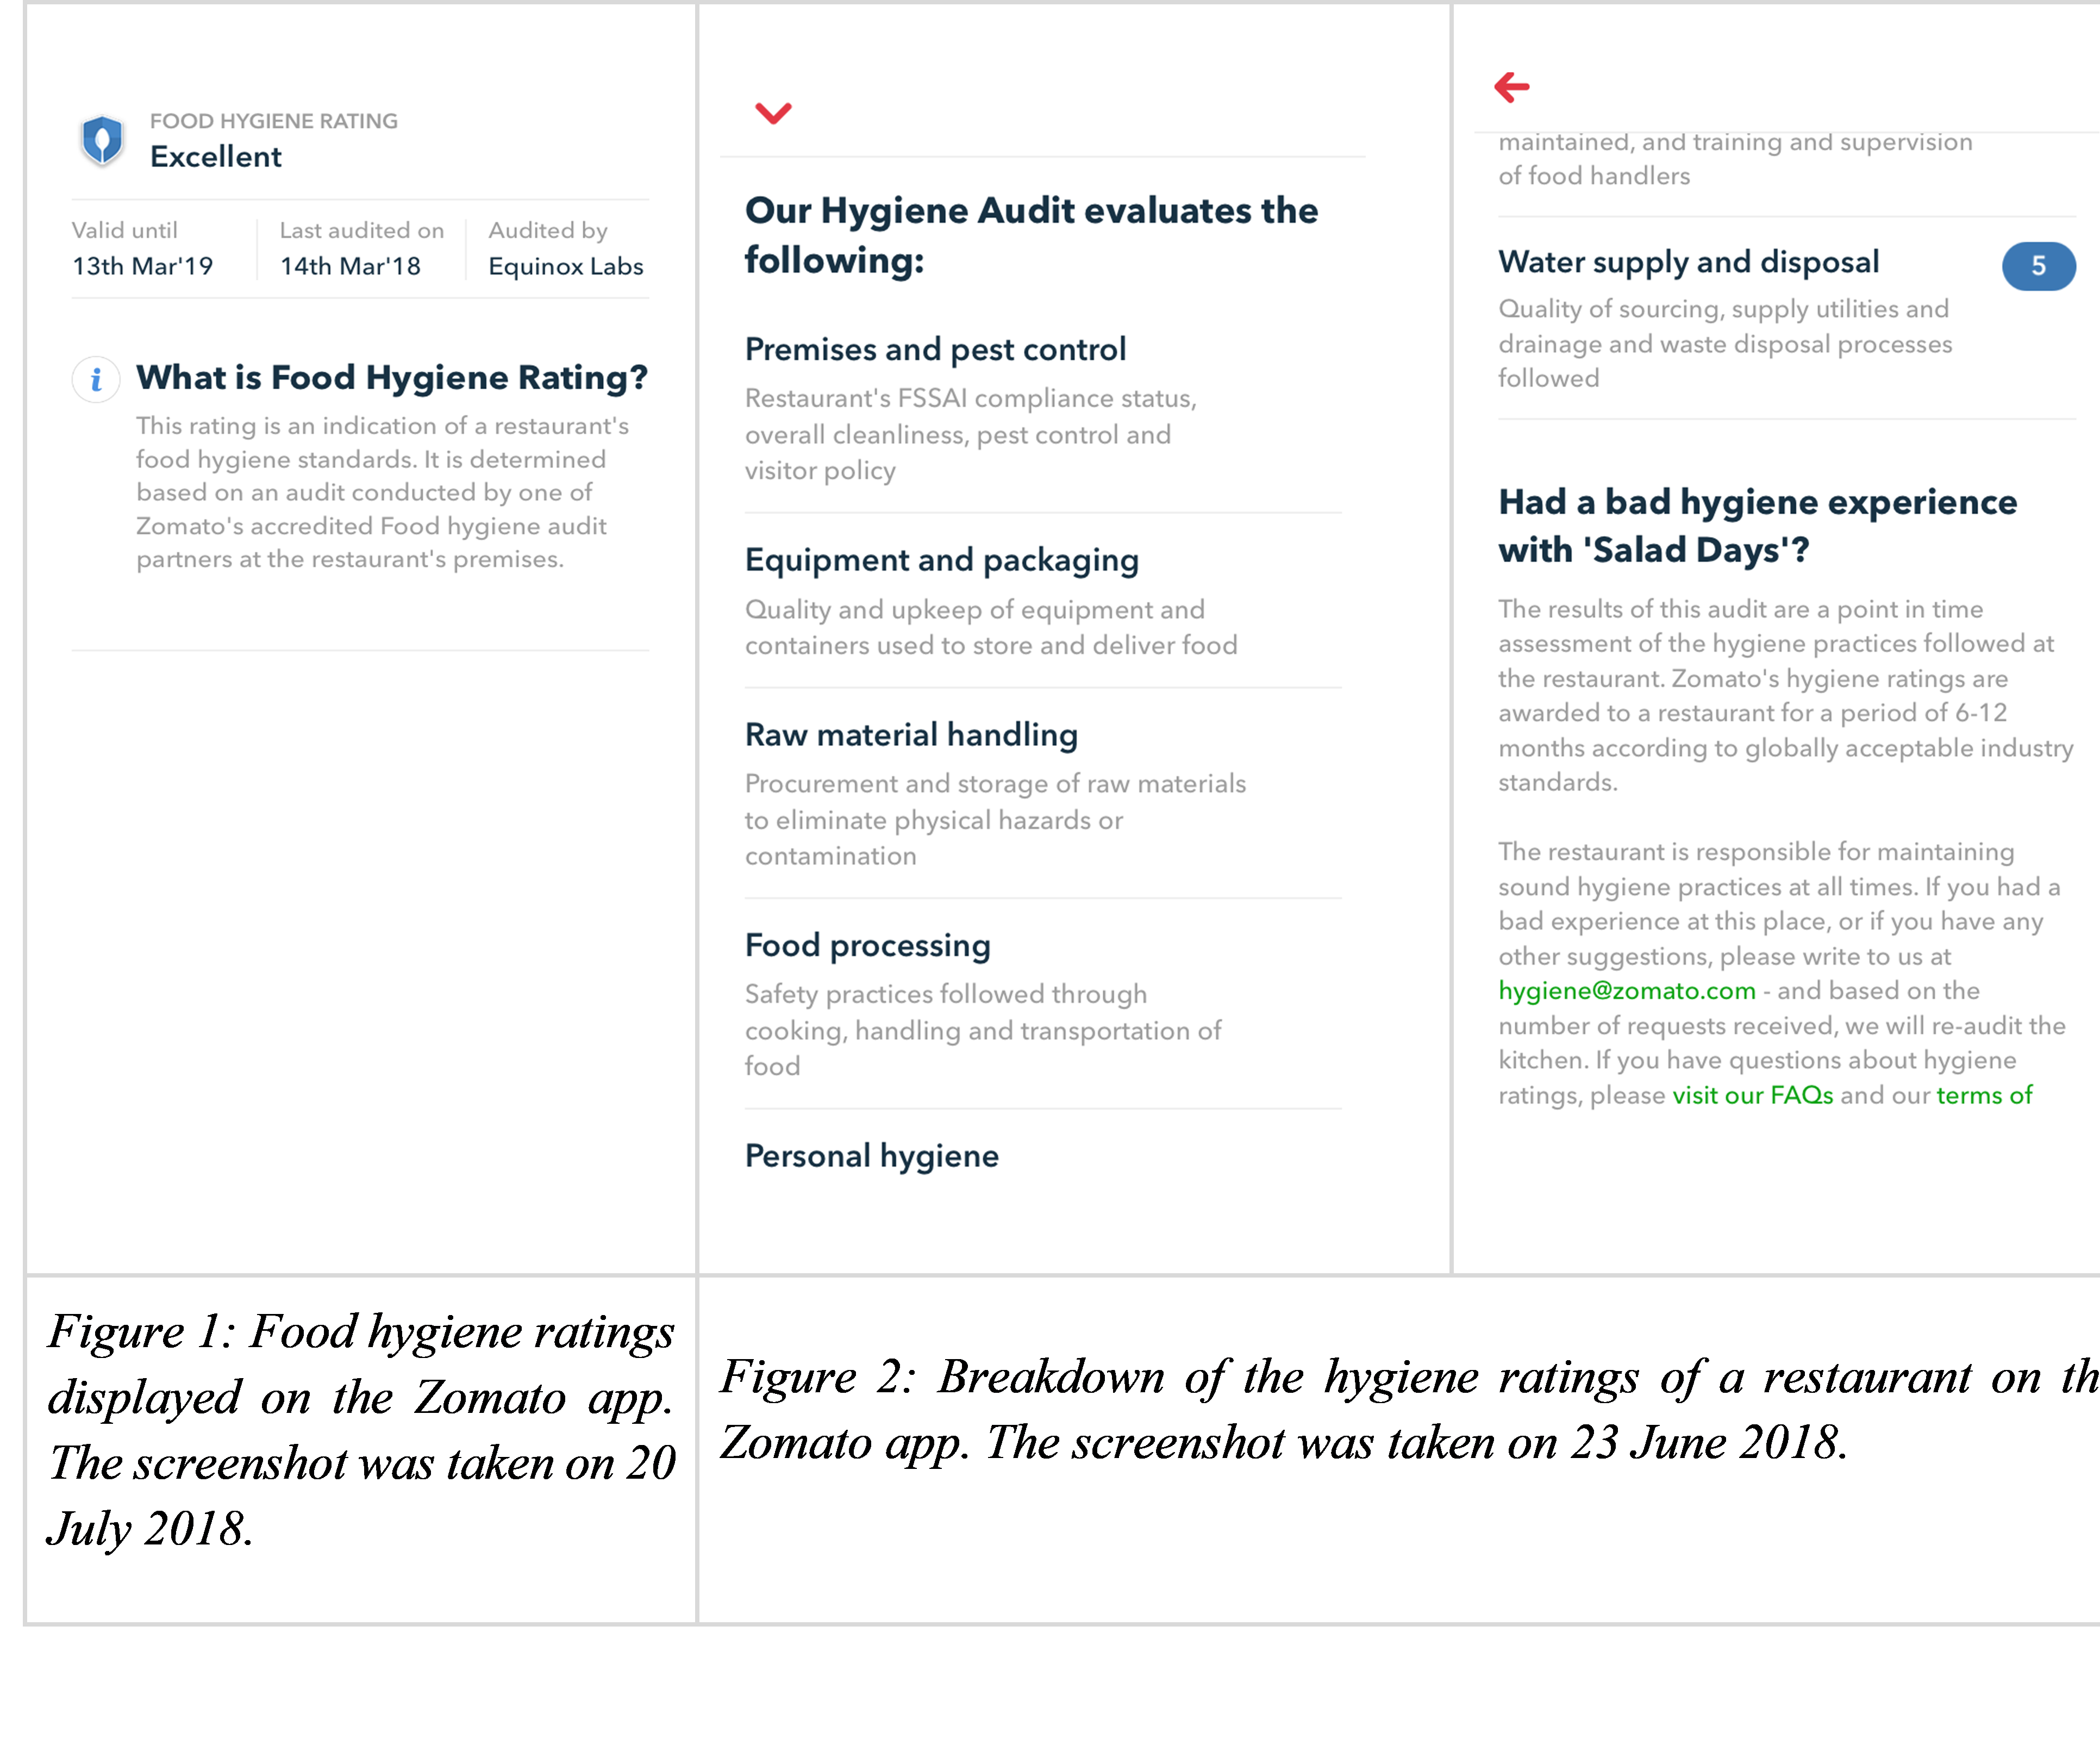 FOOD HYGIENE RATING
Excellent
Valid until
13th Mar'19
Last audited on
14th Mar'18
Audited by
Equinox Labs
i
What is Food Hygiene Rating?
This rating is an indication of a restaurant's
food hygiene standards. It is determined
based on an audit conducted by one of
Zomato's accredited Food hygiene audit
partners at the restaurant's premises.
Our Hygiene Audit evaluates the
following:
Premises and pest control
Restaurant's FSSAI compliance status,
overall cleanliness, pest control and
visitor policy
Equipment and packaging
Quality and upkeep of equipment and
containers used to store and deliver food
Raw material handling
Procurement and storage of raw materials
to eliminate physical hazards or
contamination
Food processing
Safety practices followed through
cooking, handling and transportation of
food
Personal hygiene
maintained, and training and supervision
of food handlers
Water supply and disposal
5
Quality of sourcing, supply utilities and
drainage and waste disposal processes
followed
Had a bad hygiene experience
with 'Salad Days'?
The results of this audit are a point in time
assessment of the hygiene practices followed at
the restaurant. Zomato's hygiene ratings are
awarded to a restaurant for a period of 6-12
months according to globally acceptable industry
standards.
The restaurant is responsible for maintaining
sound hygiene practices at all times. If you had a
bad experience at this place, or if you have any
other suggestions, please write to us at
hygiene@zomato.com - and based on the
number of requests received, we will re-audit the
kitchen. If you have questions about hygiene
ratings, please visit our FAQs and our terms of
Figure 1: Food hygiene ratings
displayed on the Zomato app.
The screenshot was taken on 20
July 2018.
Figure 2: Breakdown of the hygiene ratings of a restaurant on th
Zomato app. The screenshot was taken on 23 June 2018.